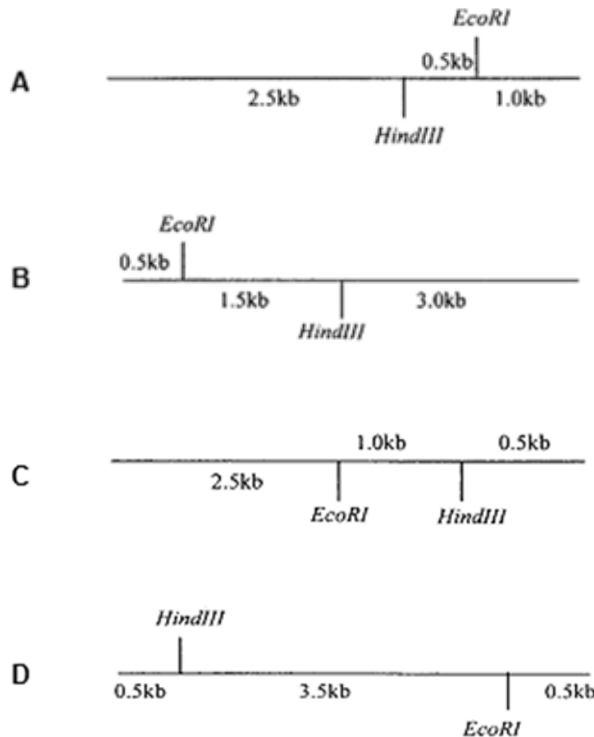 EcoRI
A
0.5kb
2.5kb
1.0kb
HindIII
EcoRI
B
0.5kb
1.5kb
3.0kb
HindIII
C
1.0kb
0.5kb
2.5kb
EcoRI
HindIII
HindIII
D
0.5kb
3.5kb
0.5kb
EcoRI